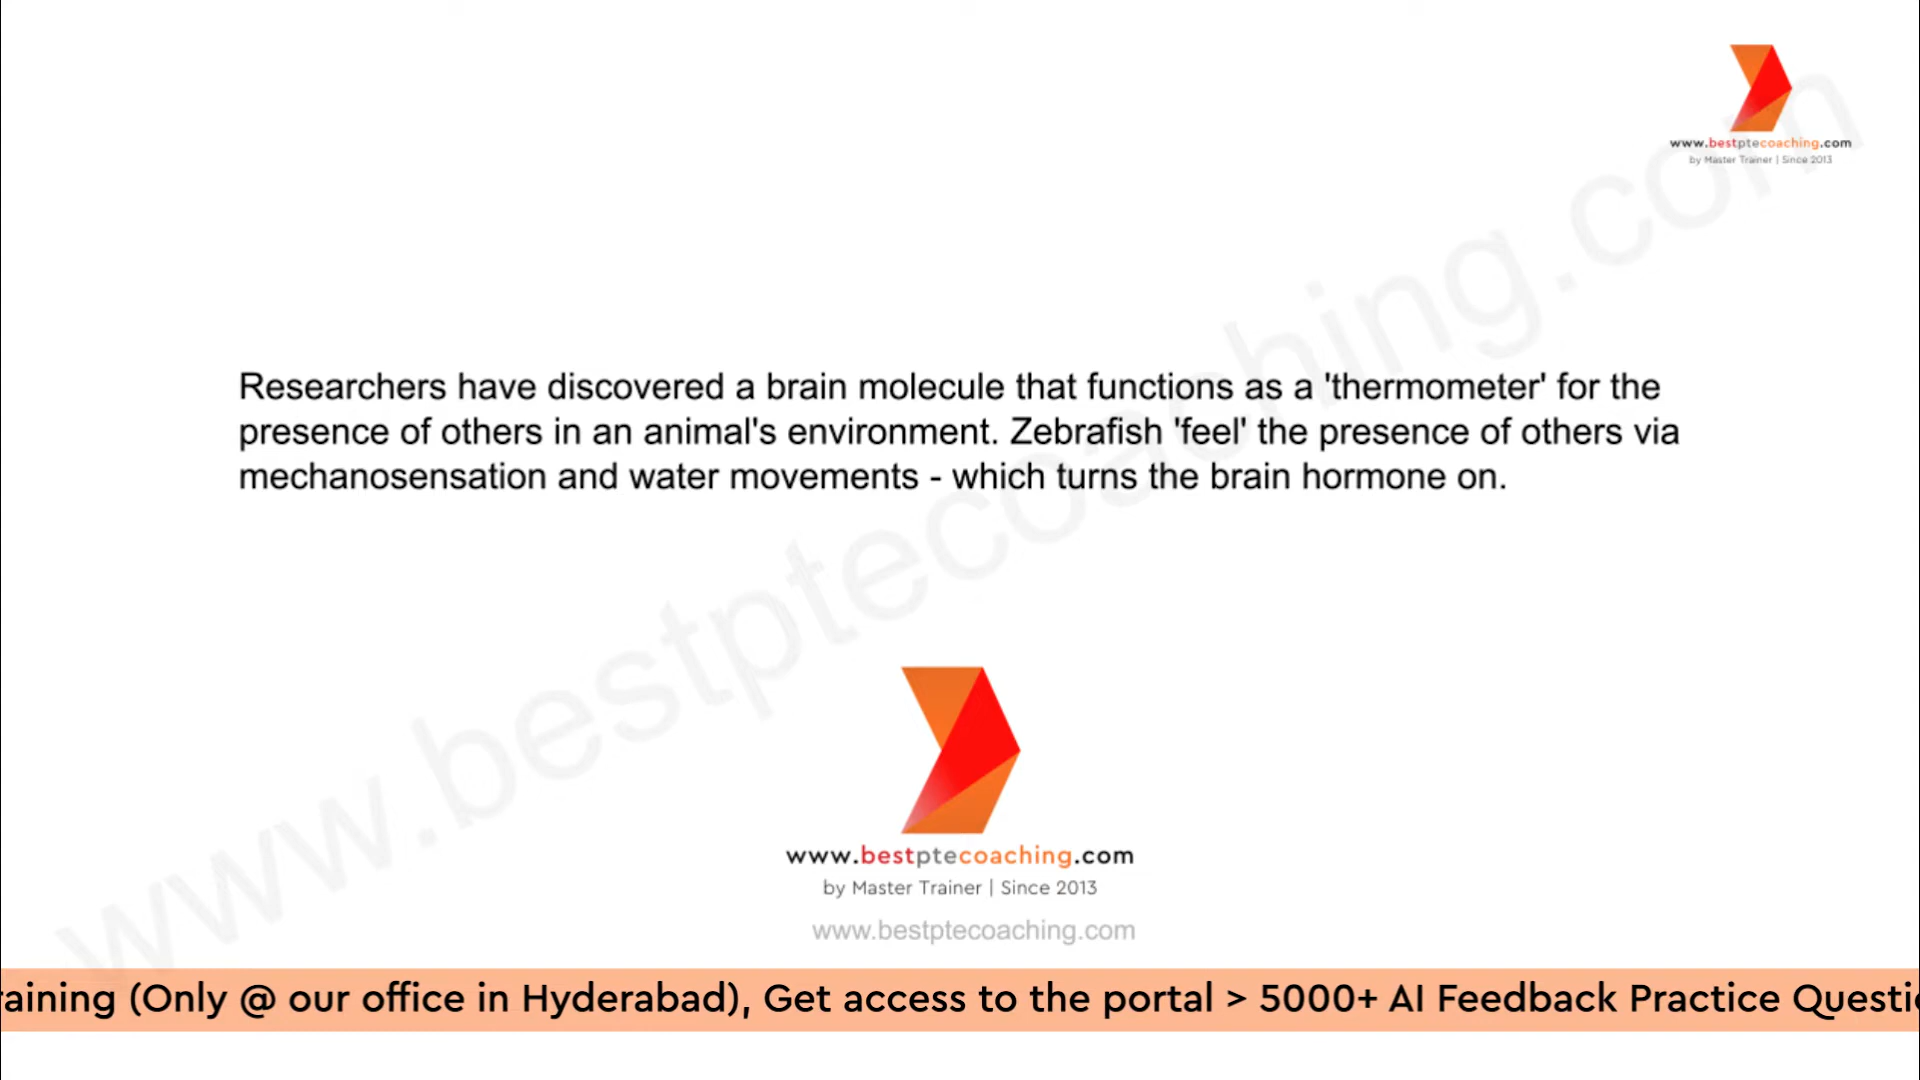 www.bestptecoaching.com
by Master Trainer | Since 2013
Researchers have discovered a brain molecule that functions as a 'thermometer' for the
presence of others in an animal's environment. Zebrafish 'feel' the presence of others via
mechanosensation and water movements - which turns the brain hormone on.
www.bestptecoaching.com
www.bestptecoaching.com
by Master Trainer | Since 2013
www.bestptecoaching.com
(Only @ our office in Hyderabad), Get access to the portal > 5000+ AI Feedback Practice